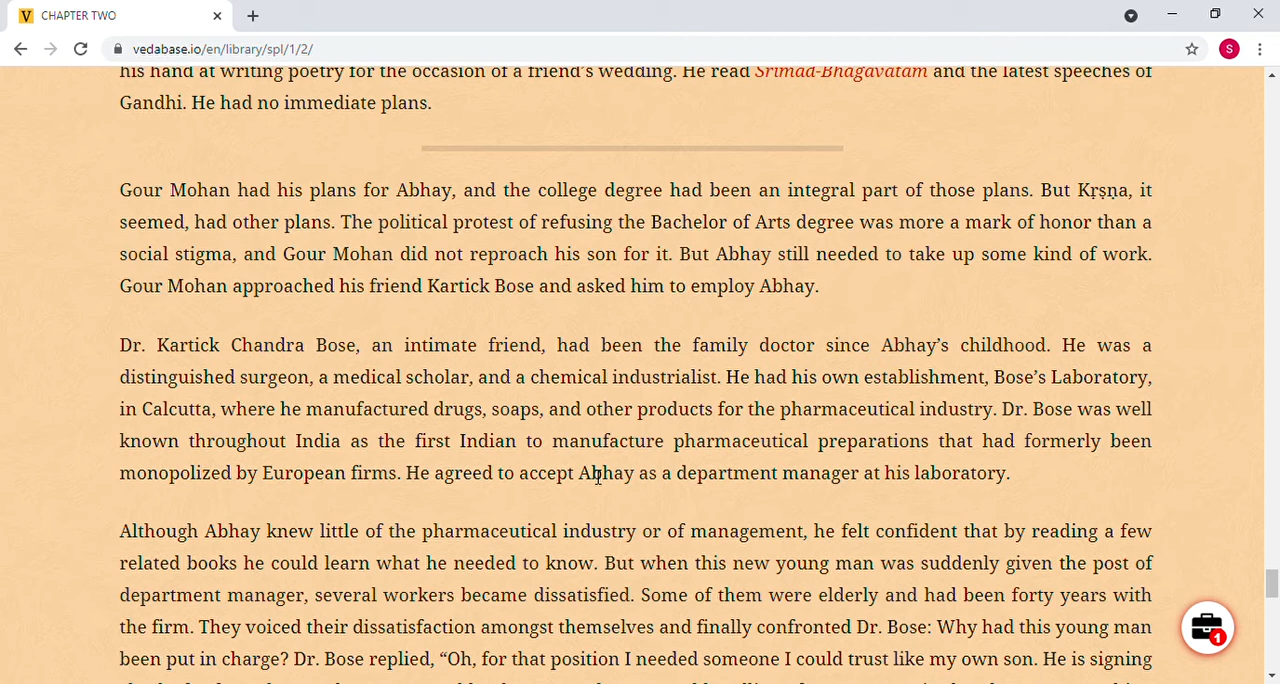 V CHAPTER TWO
vedabase.io/en/library/spl/1/2/
S
his hand at writing poetry for the occasion of a friend's wedding. He read Śrīmad-Bhāgavatam and the latest speeches of
Gandhi. He had no immediate plans.
Gour Mohan had his plans for Abhay, and the college degree had been an integral part of those plans. But Kṛṣṇa, it
seemed, had other plans. The political protest of refusing the Bachelor of Arts degree was more a mark of honor than a
social stigma, and Gour Mohan did not reproach his son for it. But Abhay still needed to take up some kind of work.
Gour Mohan approached his friend Kartick Bose and asked him to employ Abhay.
Dr. Kartick Chandra Bose, an intimate friend, had been the family doctor since Abhay’s childhood. He was a
distinguished surgeon, a medical scholar, and a chemical industrialist. He had his own establishment, Bose’s Laboratory,
in Calcutta, where he manufactured drugs, soaps, and other products for the pharmaceutical industry. Dr. Bose was well
known throughout India as the first Indian to manufacture pharmaceutical preparations that had formerly been
monopolized by European firms. He agreed to accept Abhay as a department manager at his laboratory.
Although Abhay knew little of the pharmaceutical industry or of management, he felt confident that by reading a few
related books he could learn what he needed to know. But when this new young man was suddenly given the post of
department manager, several workers became dissatisfied. Some of them were elderly and had been forty years with
the firm. They voiced their dissatisfaction amongst themselves and finally confronted Dr. Bose: Why had this young man
been put in charge? Dr. Bose replied, “Oh, for that position I needed someone I could trust like my own son. He is signing
1